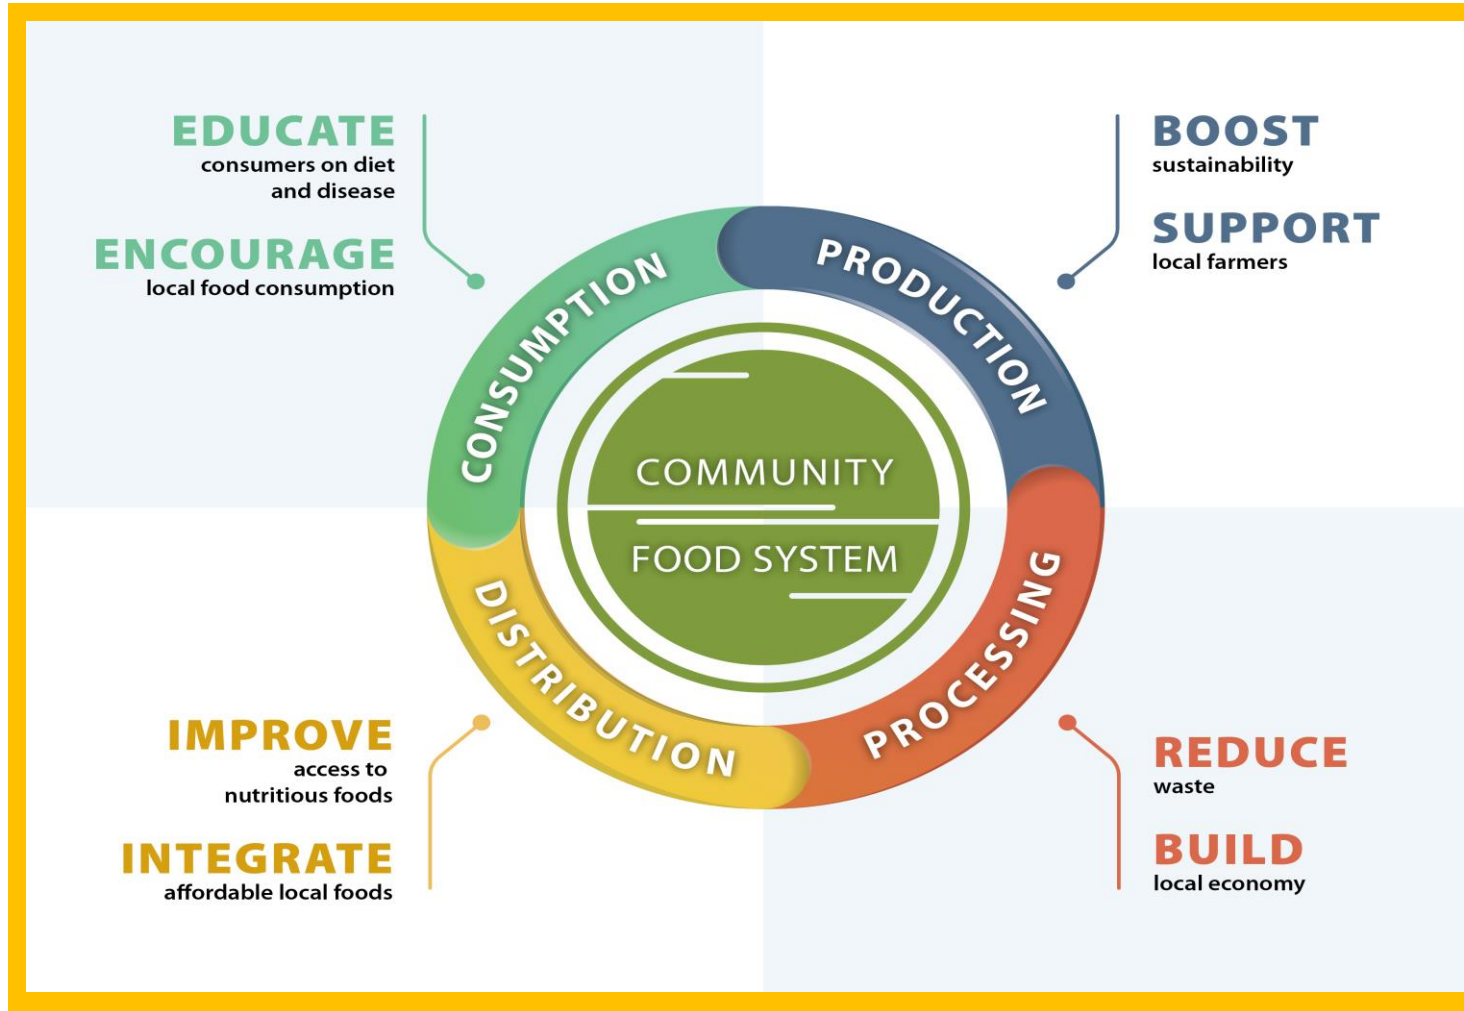 EDUCATE
consumers on diet
and disease
ENCOURAGE
local food consumption
BOOST
sustainability
SUPPORT
local farmers
CONSUMPTION
PRODUCTION
COMMUNITY
FOOD SYSTEM
DISTRIBUTION
PROCESSING
IMPROVE
access to
nutritious foods
INTEGRATE
affordable local foods
REDUCE
waste
BUILD
local economy